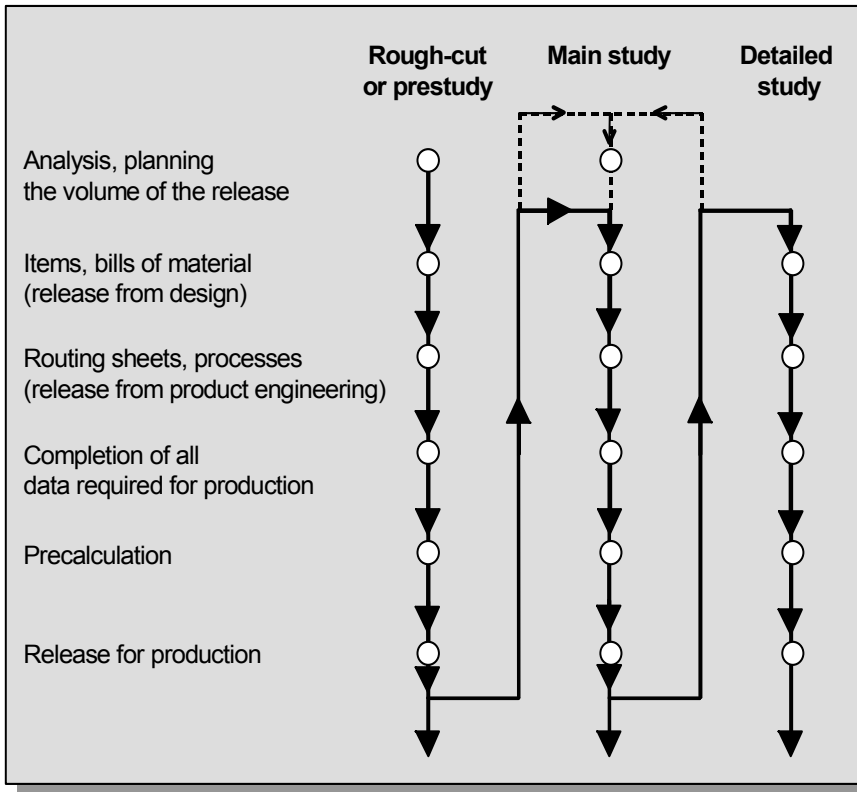 Rough-cut
or prestudy
Main study
Detailed
study
Analysis, planning
the volume of the release
Items, bills of material
(release from design)
Routing sheets, processes
(release from product engineering)
Completion of all
data required for production
Precalculation
Release for production